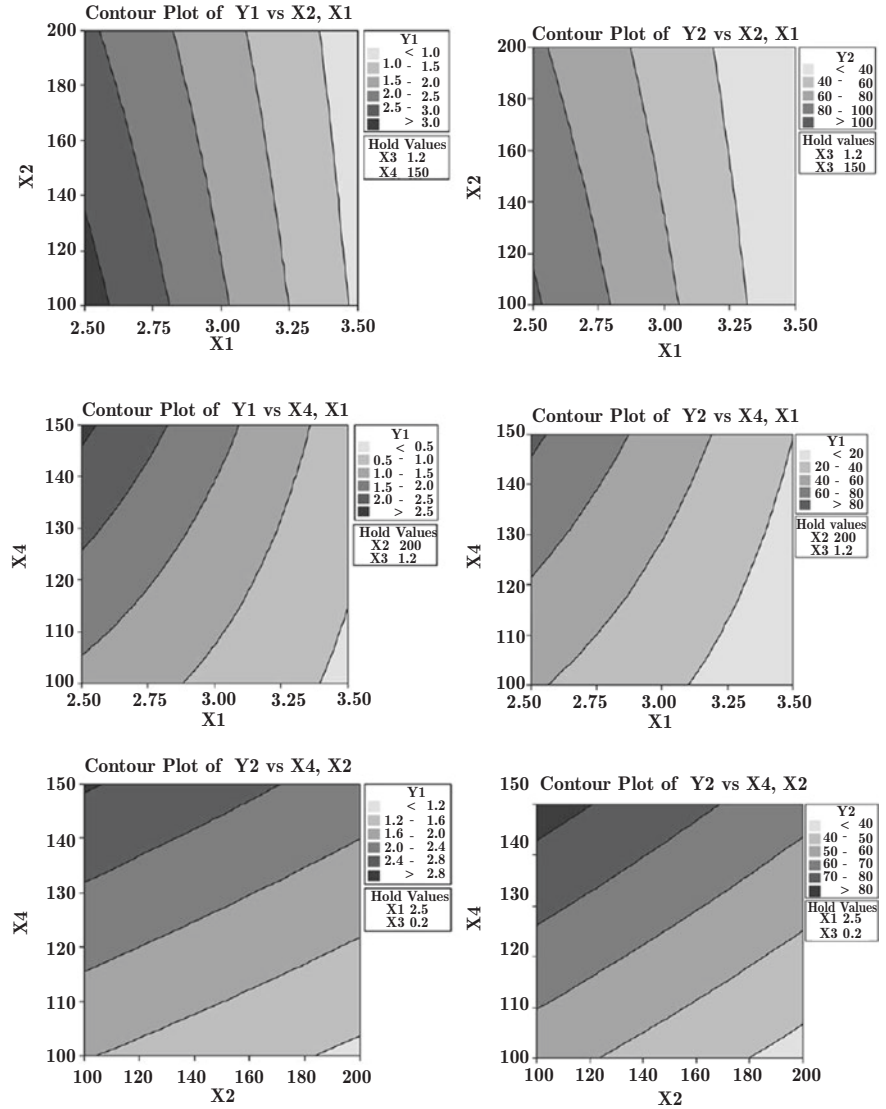 Contour Plot of Y1 vs X2, X1
200
180
160
140
120
100
X2
2.50 2.75 3.00 3.25 3.50
X1
Y1
< 1.0
1.0 - 1.5
1.5 - 2.0
2.0 - 2.5
2.5 - 3.0
> 3.0
Hold Values
X3 1.2
X4 150
Contour Plot of Y2 vs X2, X1
200
180
160
140
120
100
X2
2.50 2.75 3.00 3.25 3.50
X1
Y2
< 40
40 - 60
60 - 80
80 - 100
> 100
Hold values
X3 1.2
X3 150
Contour Plot of Y1 vs X4, X1
150
140
130
120
110
100
X4
2.50 2.75 3.00 3.25 3.50
X1
Y1
< 0.5
0.5 - 1.0
1.0 - 1.5
1.5 - 2.0
2.0 - 2.5
> 2.5
Hold Values
X2 200
X3 1.2
Contour Plot of Y2 vs X4, X1
150
140
130
120
110
100
X4
2.50 2.75 3.00 3.25 3.50
X1
Y1
< 20
20 - 40
40 - 60
60 - 80
> 80
Hold Values
X2 200
X3 1.2
Contour Plot of Y2 vs X4, X2
150
140
130
120
110
100
X4
100 120 140 160 180 200
X2
Y1
< 1.2
1.2 - 1.6
1.6 - 2.0
2.0 - 2.4
2.4 - 2.8
> 2.8
Hold Values
X1 2.5
X3 0.2
Contour Plot of Y2 vs X4, X2
150
140
130
120
110
100
X4
100 120 140 160 180 200
X2
Y2
< 40
40 - 50
50 - 60
60 - 70
70 - 80
> 80
Hold Values
X1 2.5
X3 0.2